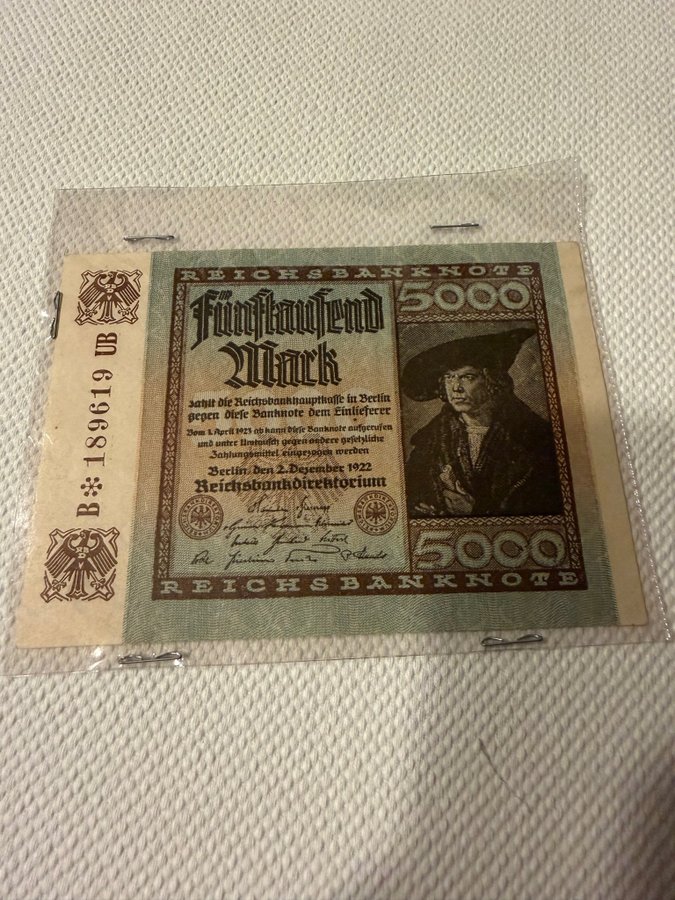 REICHSBANKNOTE
5000
Fünftausend
Mark
zahlt die Reichsbankhauptkasse in Berlin
gegen diese Banknote dem Einlieferer
Vom 1. April 1923 ab kann diese Banknote aufgerufen
und unter Umtausch gegen andere gesetzliche
Zahlungsmittel eingezogen werden
Berlin, den 2. Dezember 1922
Reichsbankdirektorium
5000
REICHSBANKNOTE
B✻189619 UB